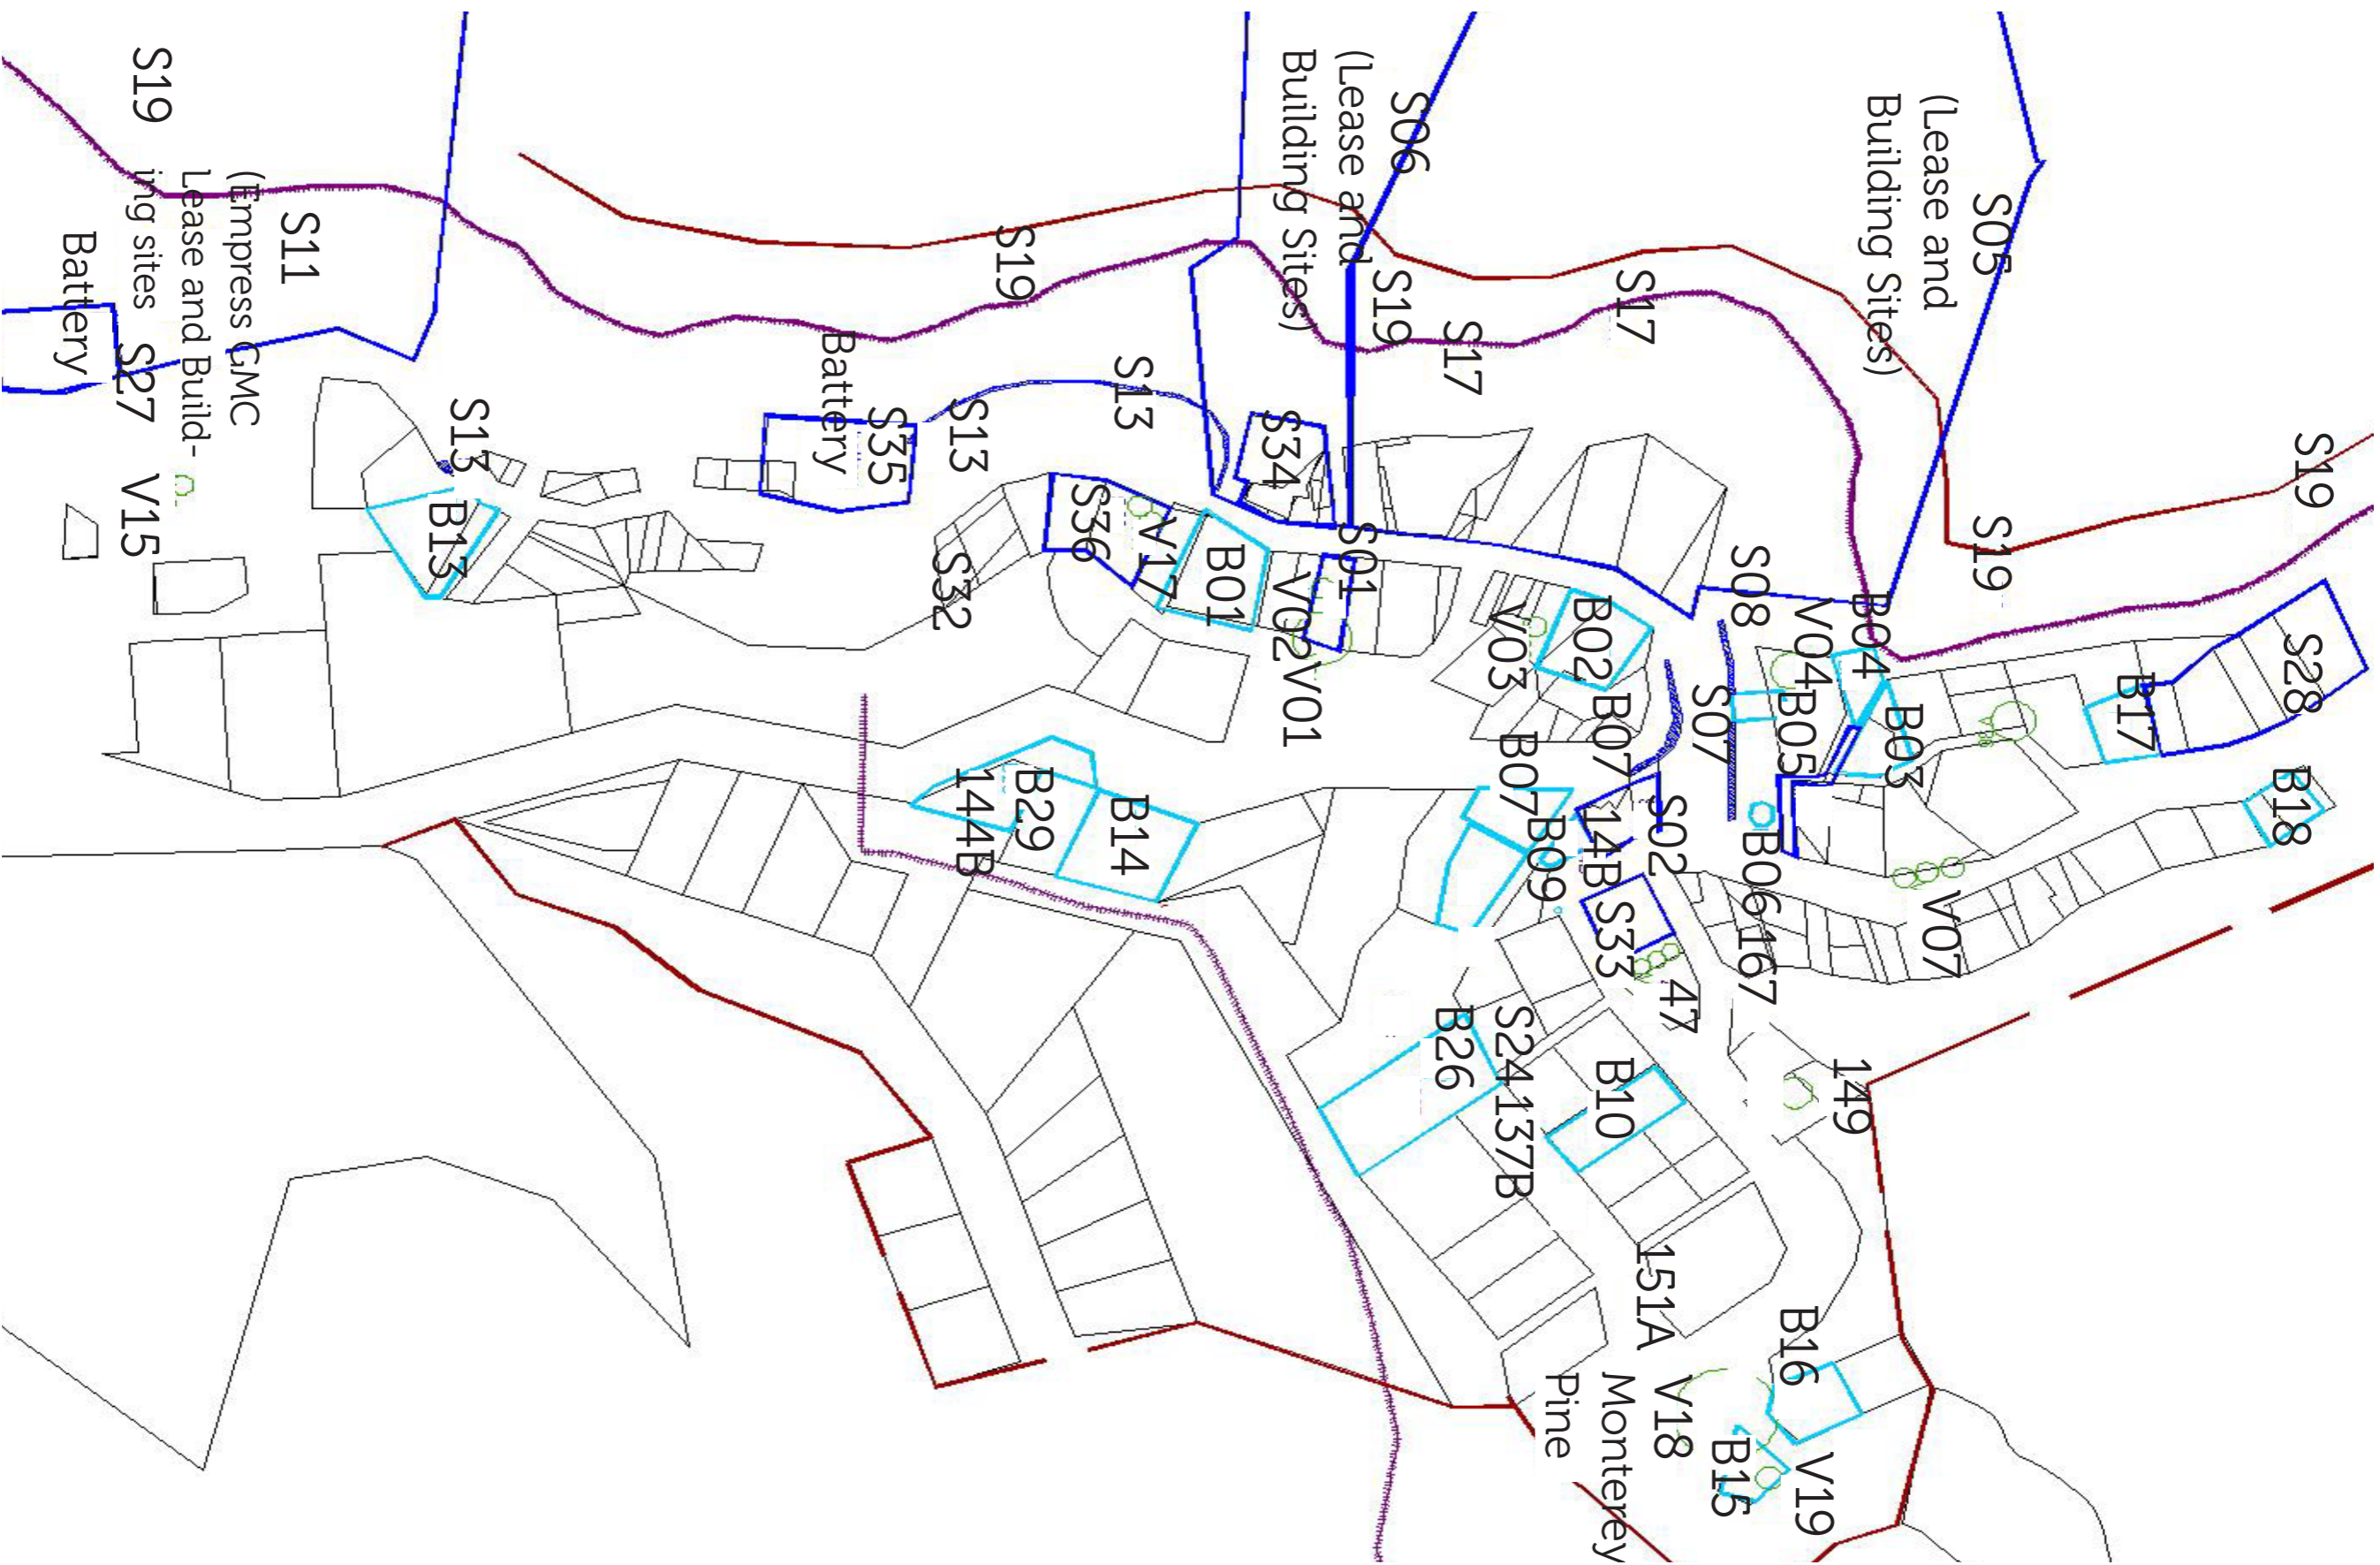 S19
(Empress GMC
Lease and Build-
ing sites
S11
Battery
S27
V15
S13
B13
Battery
S35
S13
S13
S19
S32
S36
V17
B01
S34
(Lease and
Building Sites)
S06
S19
S17
S17
S01
V02
V01
(Lease and
Building Sites)
S05
S19
S19
S08
V04
B04
V03
B02
B07
B07
S07
B05
B03
B17
S28
B18
144B
B29
B14
B09
14B
S02
B06
167
V07
S33
47
B26
S24
137B
B10
149
151A
B16
V18
Monterey
Pine
B15
V19